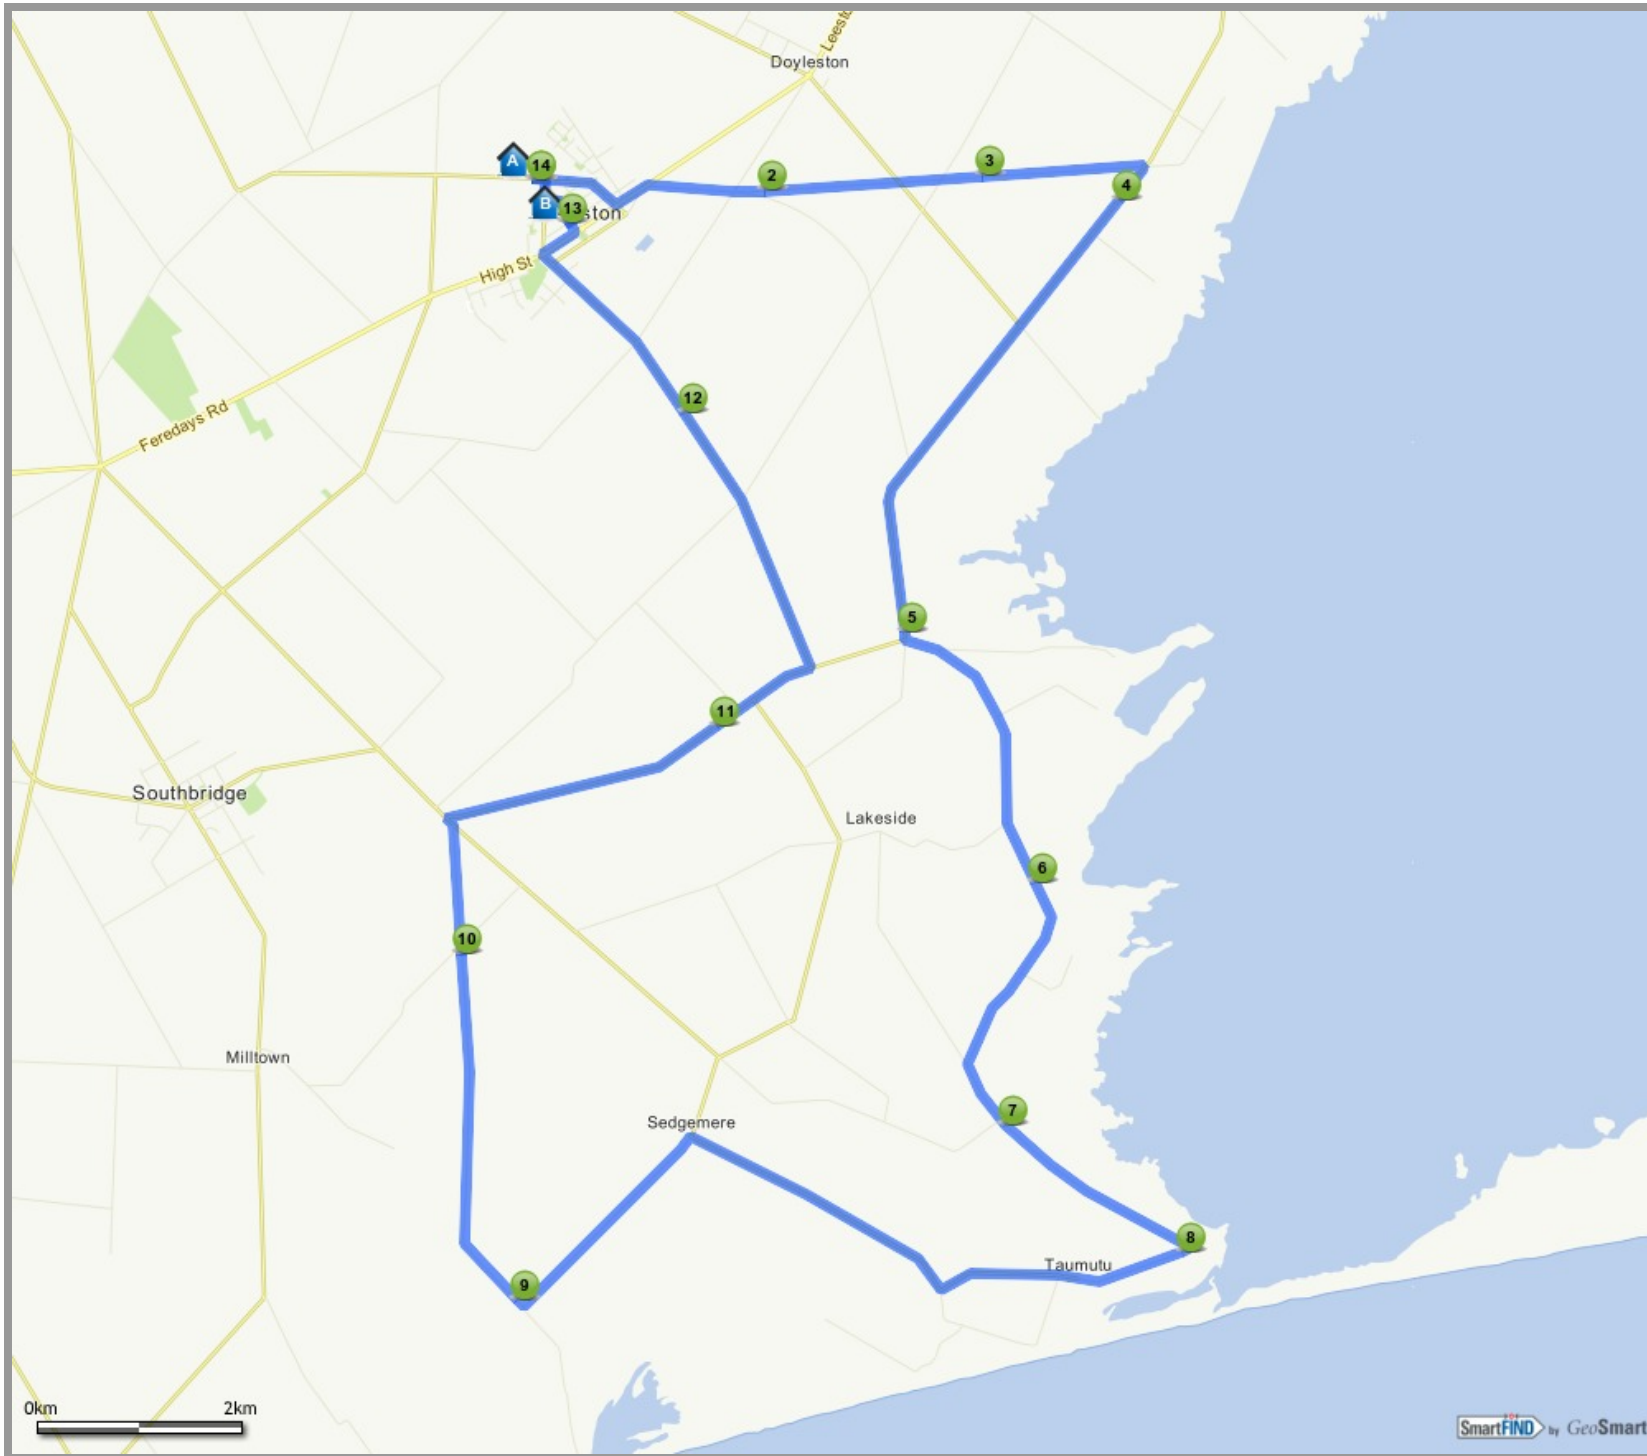 Leesto
Doyleston
A
14
2
3
4
B
13
ston
High St
12
Feredays Rd
5
11
Southbridge
Lakeside
6
10
Milltown
7
Sedgemere
8
Taumutu
9
0km
2km
SmartFIND by GeoSmart